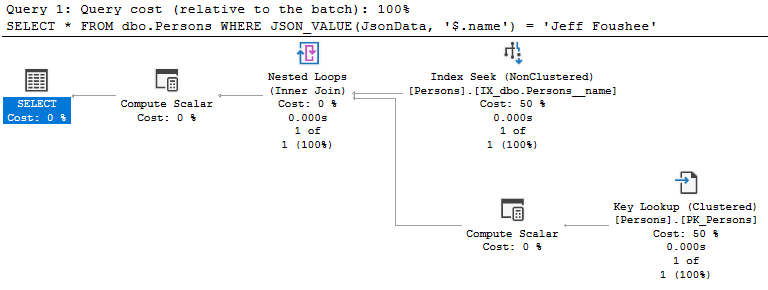 Query 1: Query cost (relative to the batch): 100%
SELECT * FROM dbo.Persons WHERE JSON_VALUE(JsonData, '$.name') = 'Jeff Foushee'
SELECT
Cost: 0 %
Compute Scalar
Cost: 0 %
Nested Loops
(Inner Join)
Cost: 0 %
0.000s
1 of
1 (100%)
Index Seek (NonClustered)
[Persons].[IX_dbo.Persons__name]
Cost: 50 %
0.000s
1 of
1 (100%)
Compute Scalar
Cost: 0 %
Key Lookup (Clustered)
[Persons].[PK_Persons]
Cost: 50 %
0.000s
1 of
1 (100%)